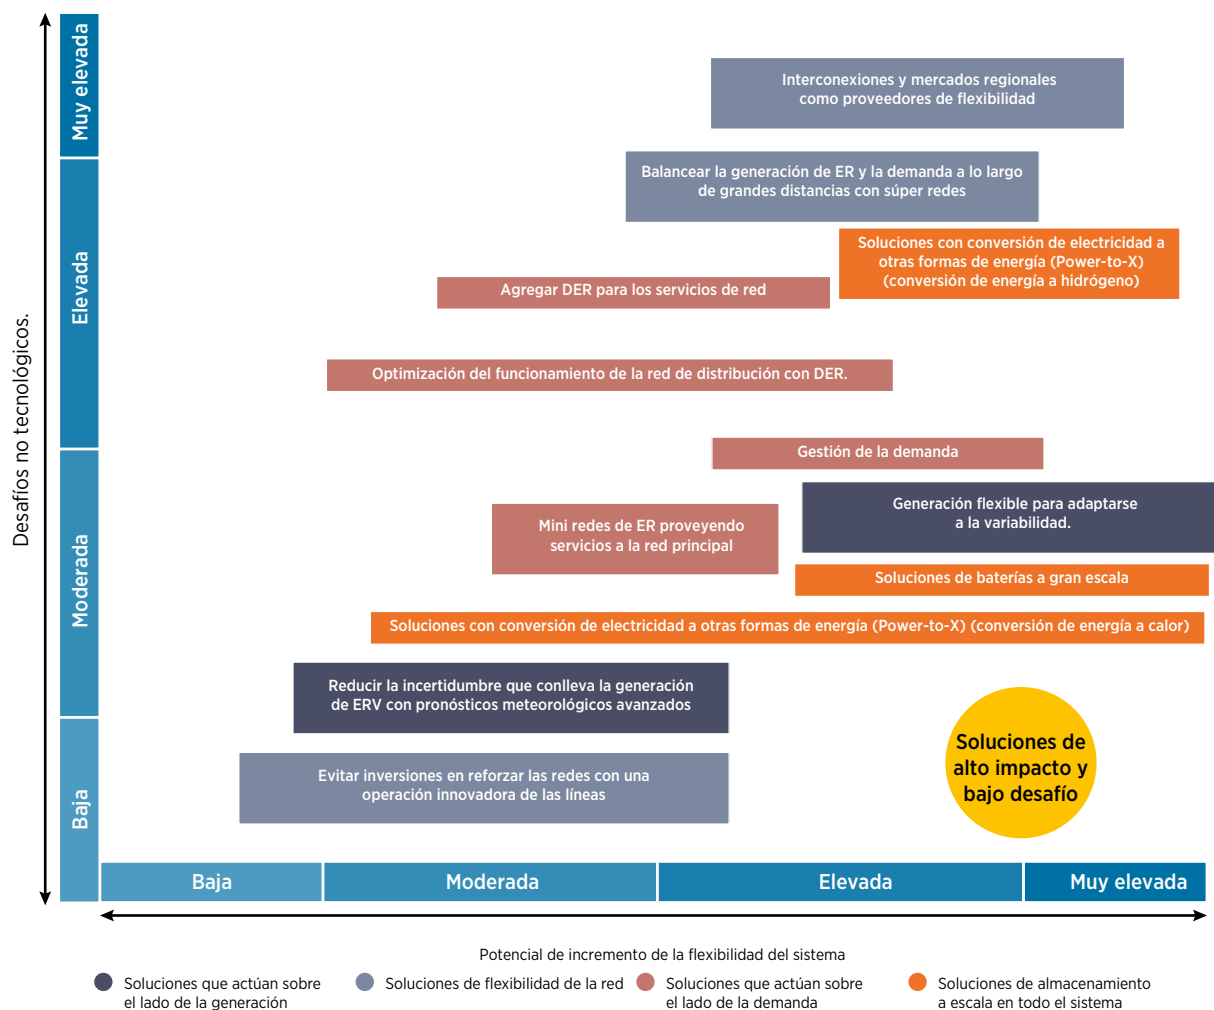 Desafíos no tecnológicos.
Muy elevada
Elevada
Moderada
Baja
Interconexiones y mercados regionales
como proveedores de flexibilidad
Balancear la generación de ER y la demanda a lo largo
de grandes distancias con súper redes
Soluciones con conversión de electricidad a
otras formas de energía (Power-to-X)
(conversión de energía a hidrógeno)
Agregar DER para los servicios de red
Optimización del funcionamiento de la red de distribución con DER.
Gestión de la demanda
Generación flexible para adaptarse
a la variabilidad.
Mini redes de ER proveyendo
servicios a la red principal
Soluciones de baterías a gran escala
Soluciones con conversión de electricidad a otras formas de energía (Power-to-X) (conversión de energía a calor)
Reducir la incertidumbre que conlleva la generación
de ERV con pronósticos meteorológicos avanzados
Evitar inversiones en reforzar las redes con una
operación innovadora de las líneas
Soluciones de
alto impacto y
bajo desafío
Baja
Moderada
Elevada
Muy elevada
Potencial de incremento de la flexibilidad del sistema
Soluciones que actúan sobre
el lado de la generación
Soluciones de flexibilidad de la red
Soluciones que actúan sobre
el lado de la demanda
Soluciones de almacenamiento
a escala en todo el sistema